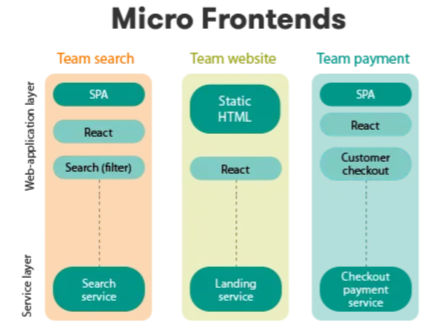 Micro Frontends
Team search
Team website
Team payment
Web-application layer
SPA
React
Search (filter)
Static
HTML
React
SPA
React
Customer
checkout
Service layer
Search
service
Landing
service
Checkout
payment
service